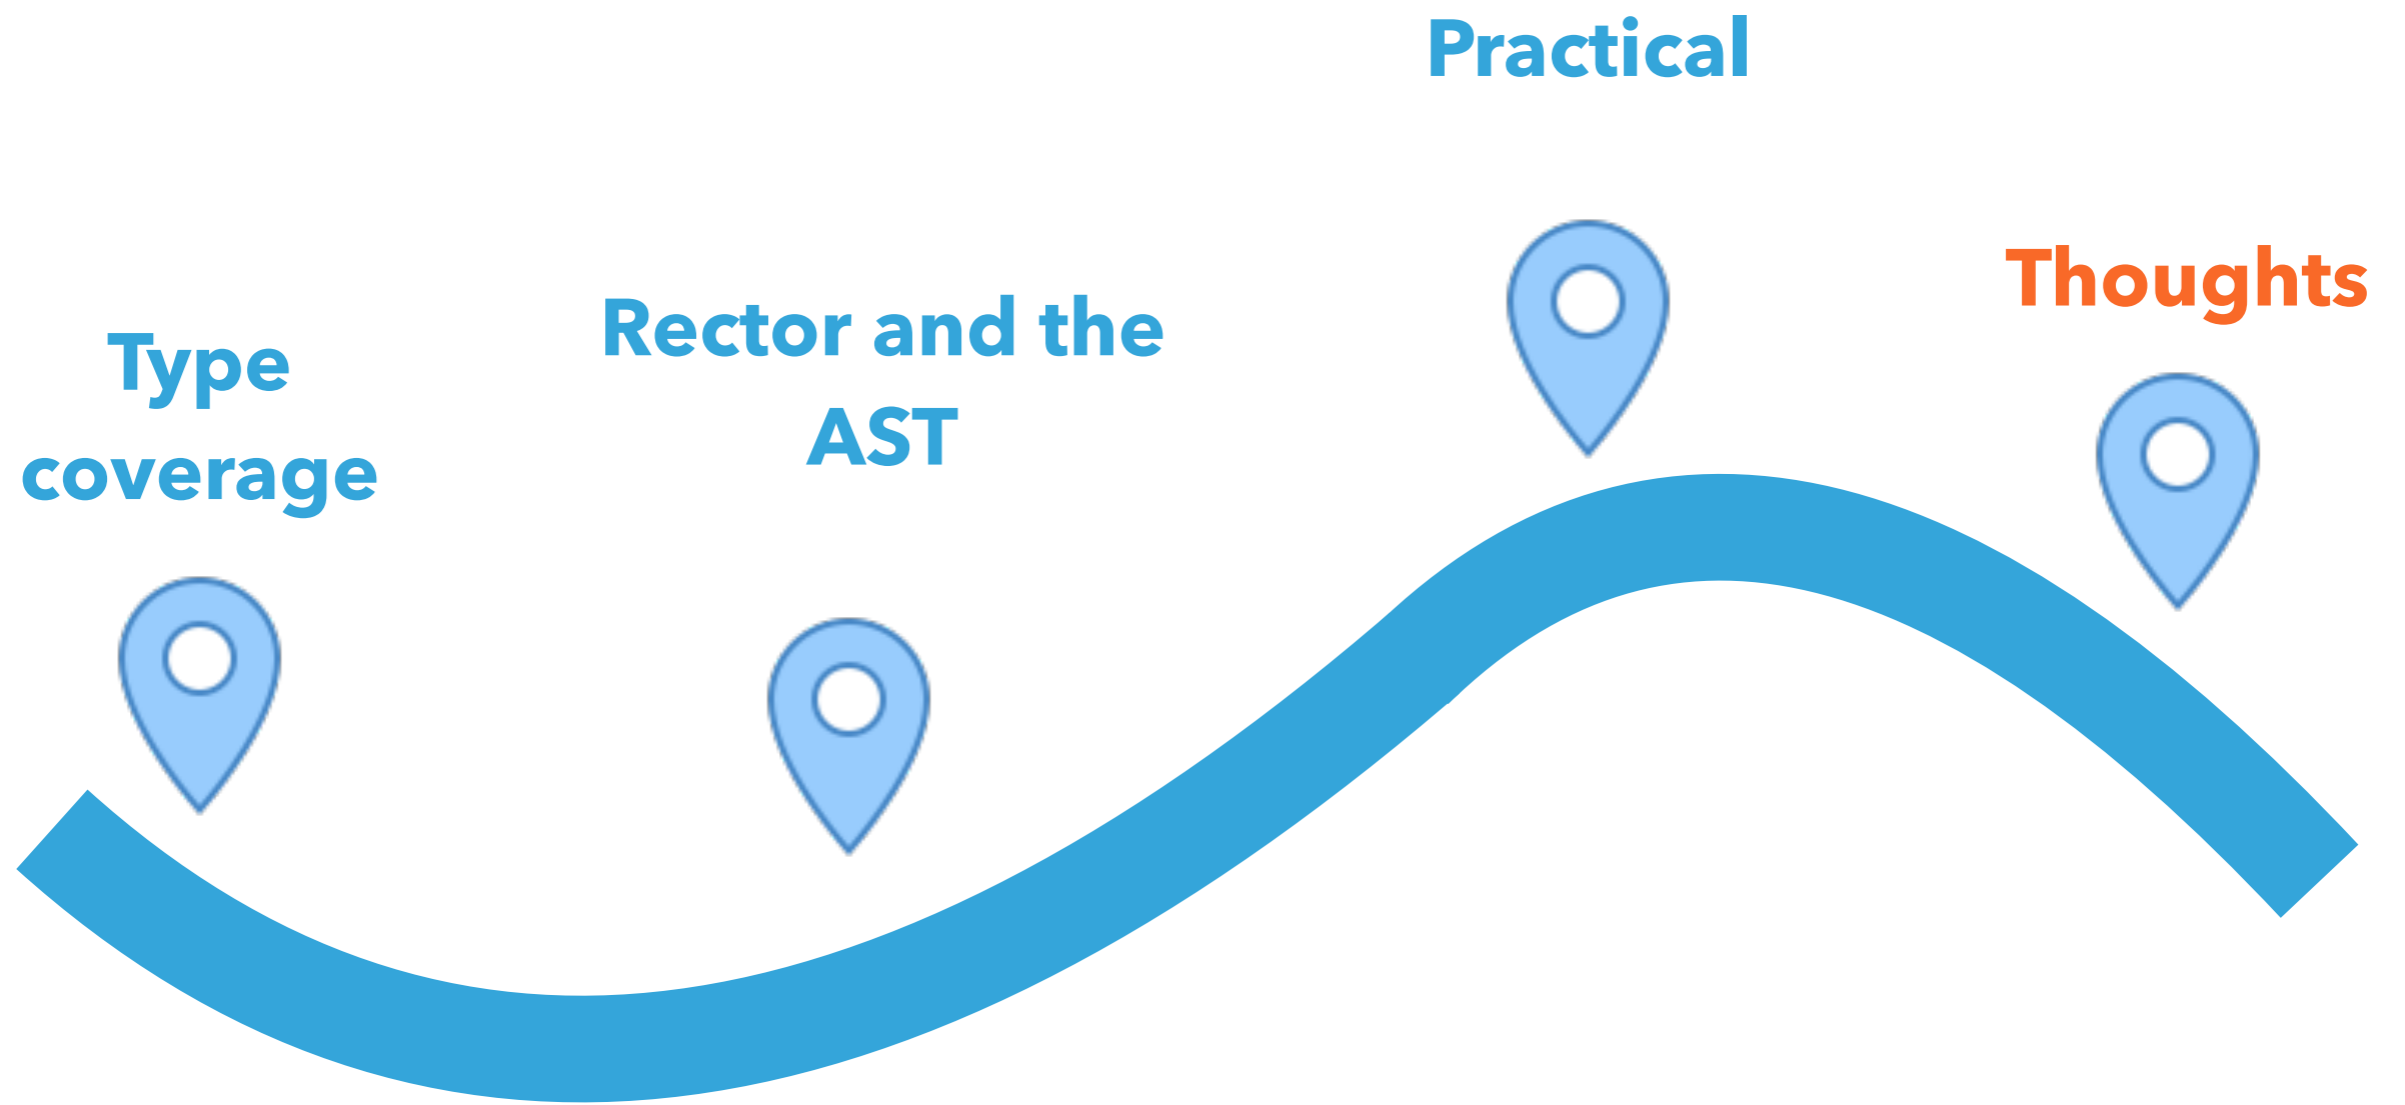 Type
coverage
Rector and the
AST
Practical
Thoughts